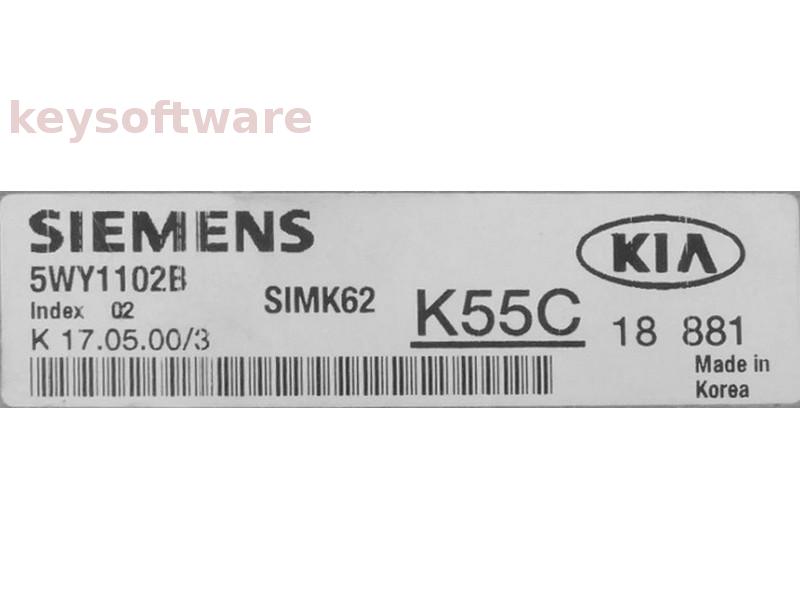 keysoftware
SIEMENS
KIA
5WY1102B
SIMK62
K55C
Index 02
18 881
K 17.05.00/3
Made in
Korea